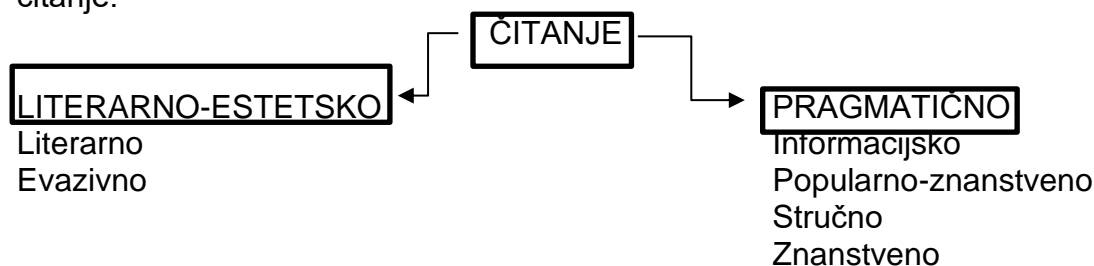 čitanje:
ČITANJE
LITERARNO-ESTETSKO
Literarno
Evazivno
PRAGMATIČNO
Informacijsko
Popularno-znanstveno
Stručno
Znanstveno